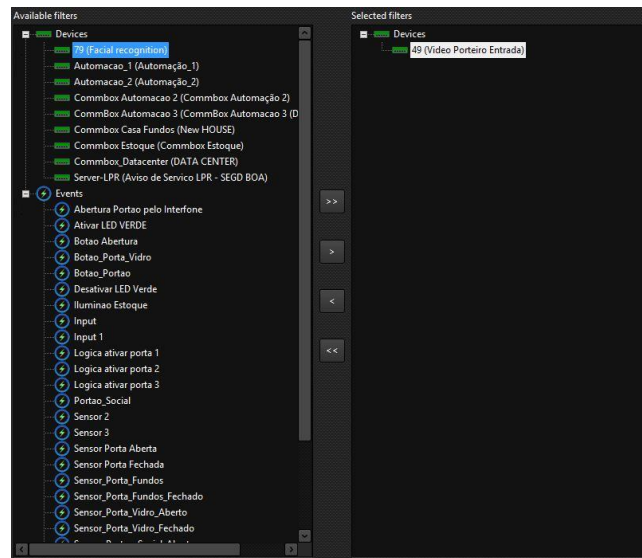 Available filters
Devices
79 (Facial recognition)
Automacao_1 (Automação_1)
Automacao_2 (Automação_2)
Commbox Automacao 2 (Commbox Automação 2)
CommBox Automacao 3 (CommBox Automacao 3 (D
Commbox Casa Fundos (New HOUSE)
Commbox Estoque (Commbox Estoque)
Commbox_Datacenter (DATA CENTER)
Server-LPR (Aviso de Servico LPR - SEGD BOA)
Events
Abertura Portao pelo Interfone
Ativar LED VERDE
Botao Abertura
Botao_Porta_Vidro
Botao_Portao
Desativar LED Verde
Iluminao Estoque
Input
Input 1
Logica ativar porta 1
Logica ativar porta 2
Logica ativar porta 3
Portao_Social
Sensor 2
Sensor 3
Sensor Porta Aberta
Sensor Porta Fechada
Sensor_Porta_Fundos
Sensor_Porta_Fundos_Fechado
Sensor_Porta_Vidro_Aberto
Sensor_Porta_Vidro_Fechado
>>
>
<
<<
Selected filters
Devices
49 (Video Porteiro Entrada)